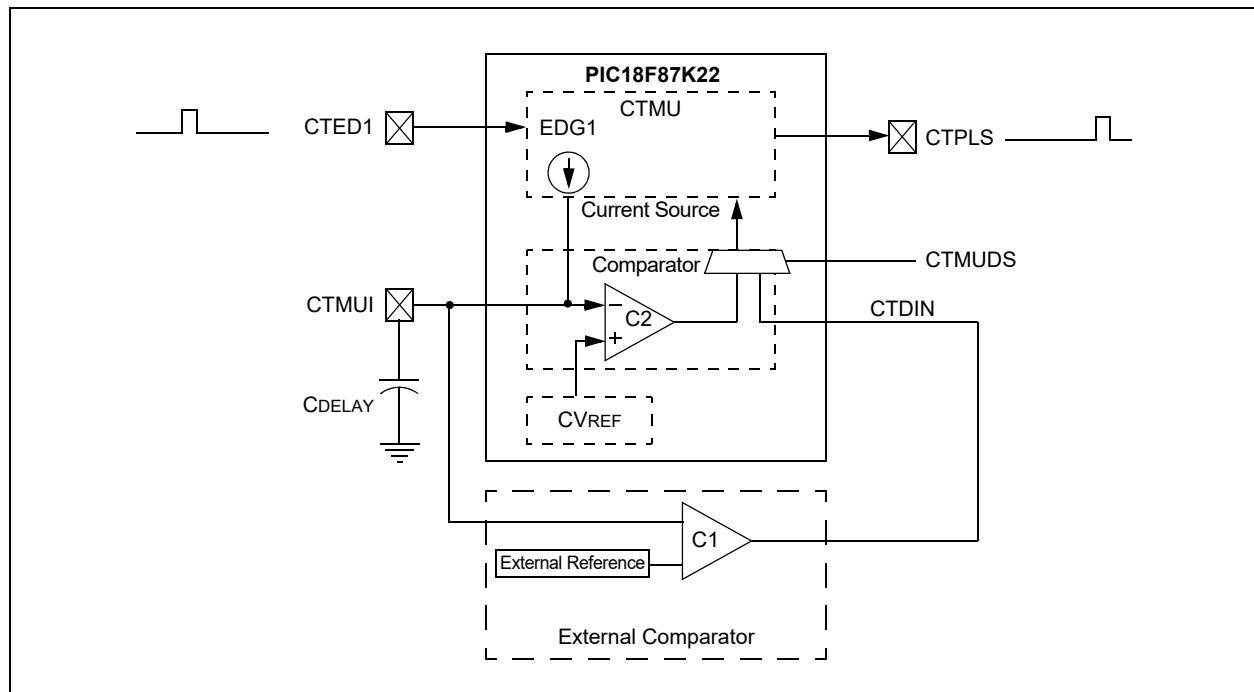 PIC18F87K22
CTMU
CTED1
EDG1
CTPLS
Current Source
Comparator
CTMUDS
CTMUI
C2
CTDIN
CDELAY
CVREF
C1
External Reference
External Comparator